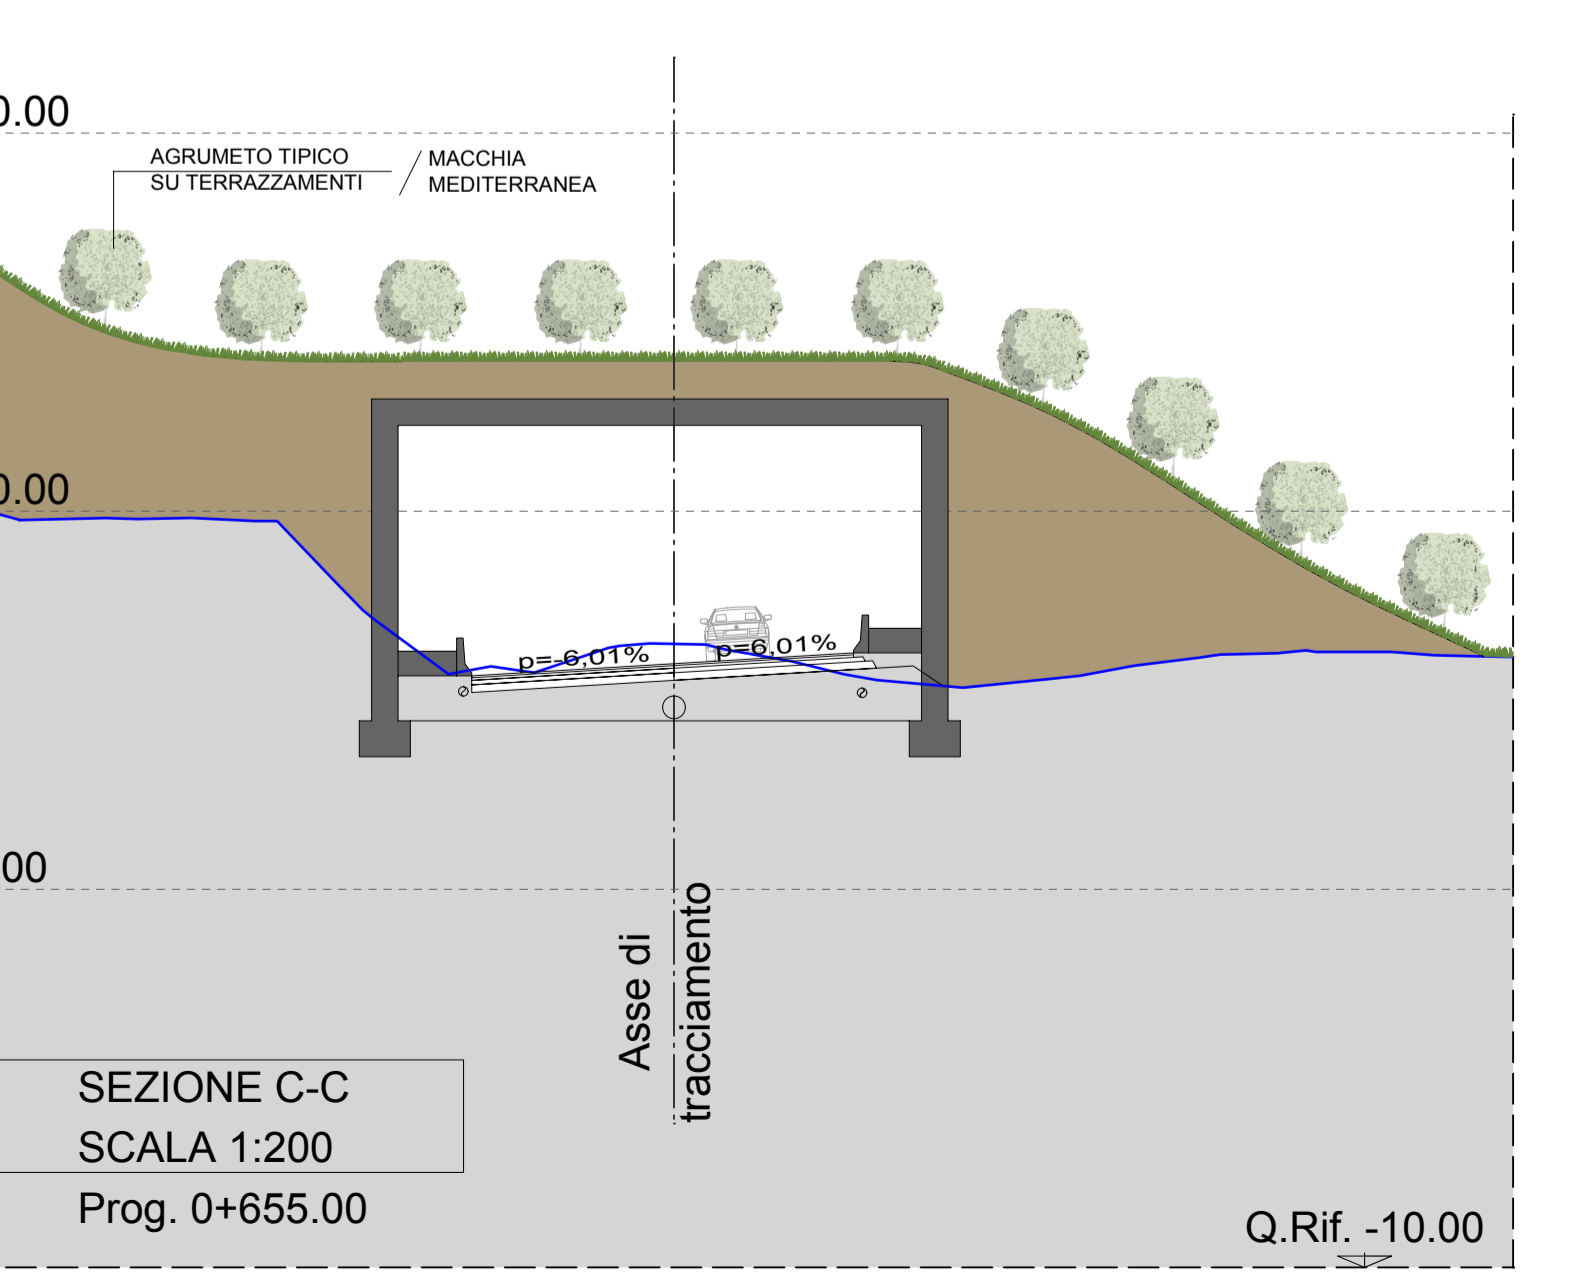 0.00
AGRUMETO TIPICO
SU TERRAZZAMENTI
MACCHIA
MEDITERRANEA
0.00
p=-6,01%
p=6,01%
00
Asse di
tracciamento
SEZIONE C-C
SCALA 1:200
Prog. 0+655.00
Q.Rif. -10.00